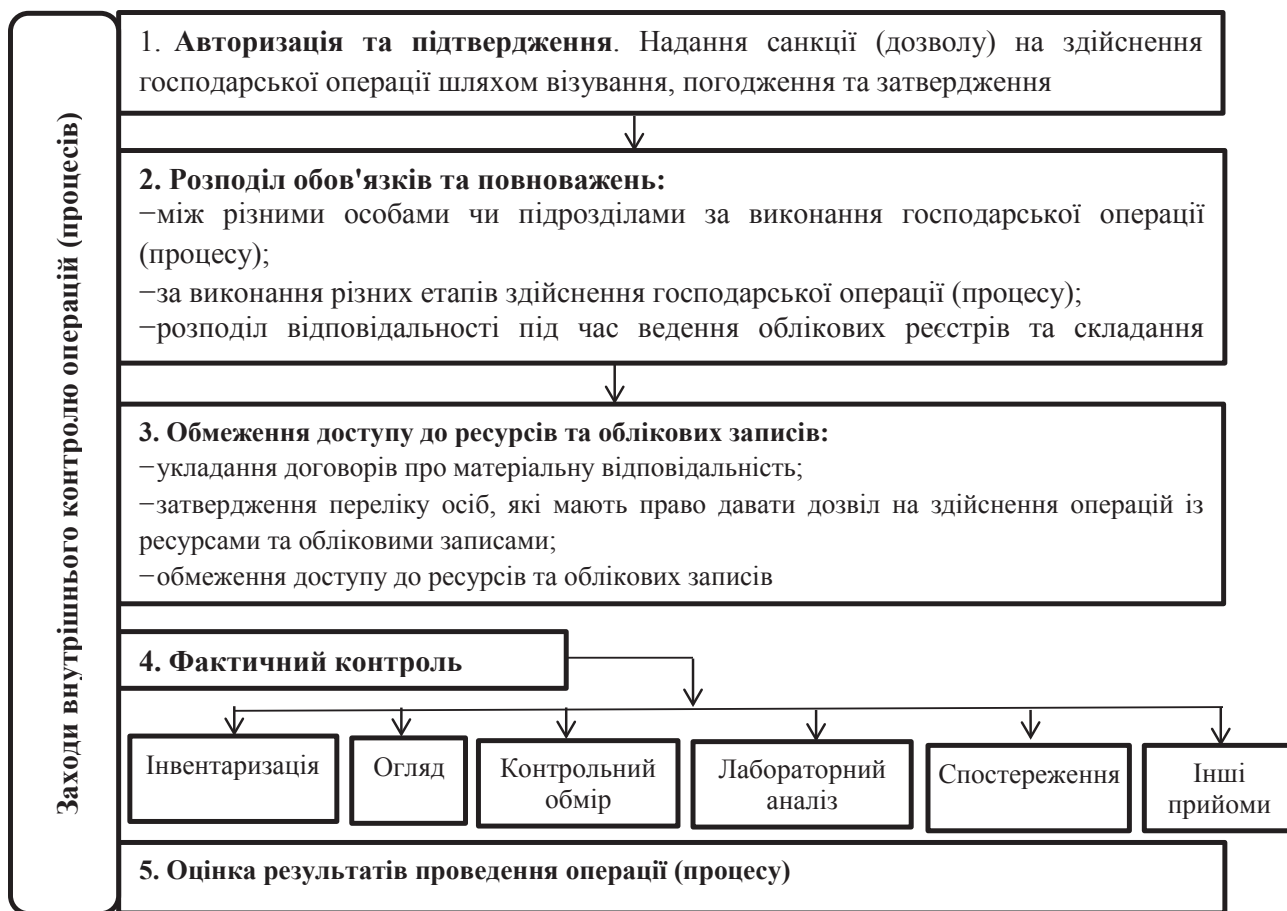 Заходи внутрішнього контролю операцій (процесів)
1. Авторизація та підтвердження. Надання санкції (дозволу) на здійснення
господарської операції шляхом візування, погодження та затвердження
2. Розподіл обов'язків та повноважень:
−між різними особами чи підрозділами за виконання господарської операції
(процесу);
−за виконання різних етапів здійснення господарської операції (процесу);
−розподіл відповідальності під час ведення облікових реєстрів та складання
3. Обмеження доступу до ресурсів та облікових записів:
−укладання договорів про матеріальну відповідальність;
−затвердження переліку осіб, які мають право давати дозвіл на здійснення операцій із
ресурсами та обліковими записами;
−обмеження доступу до ресурсів та облікових записів
4. Фактичний контроль
Інвентаризація
Огляд
Контрольний
обмір
Лабораторний
аналіз
Спостереження
Інші
прийоми
5. Оцінка результатів проведення операції (процесу)